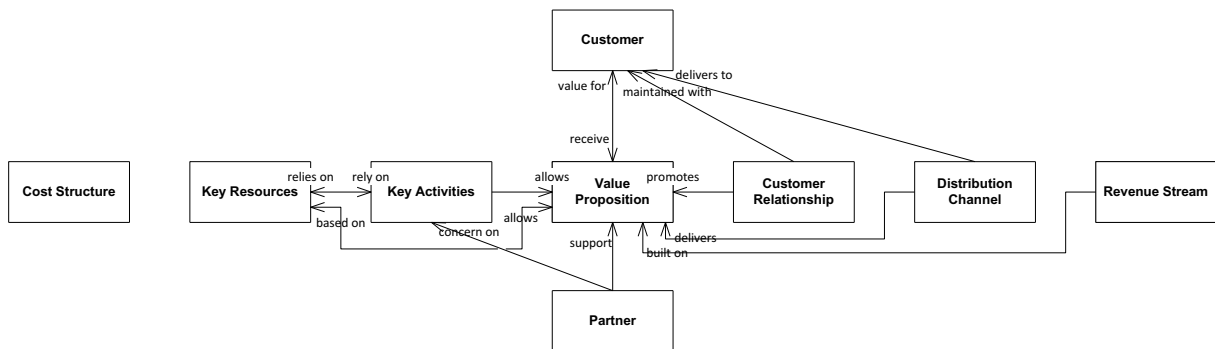 Customer
delivers to
value for
maintained with
receive
Cost Structure
Key Resources
relies on
rely on
Key Activities
allows
Value
Proposition
promotes
Customer
Relationship
Distribution
Channel
Revenue Stream
based on
concern on
allows
support
delivers
built on
Partner